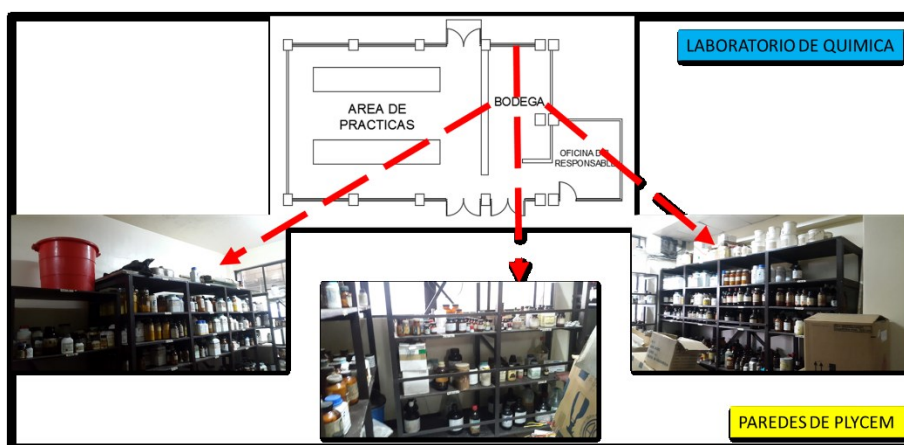 LABORATORIO DE QUIMICA
AREA DE
PRACTICAS
BODEGA
OFICINA DEL
RESPONSABLE
PAREDES DE PLYCEM